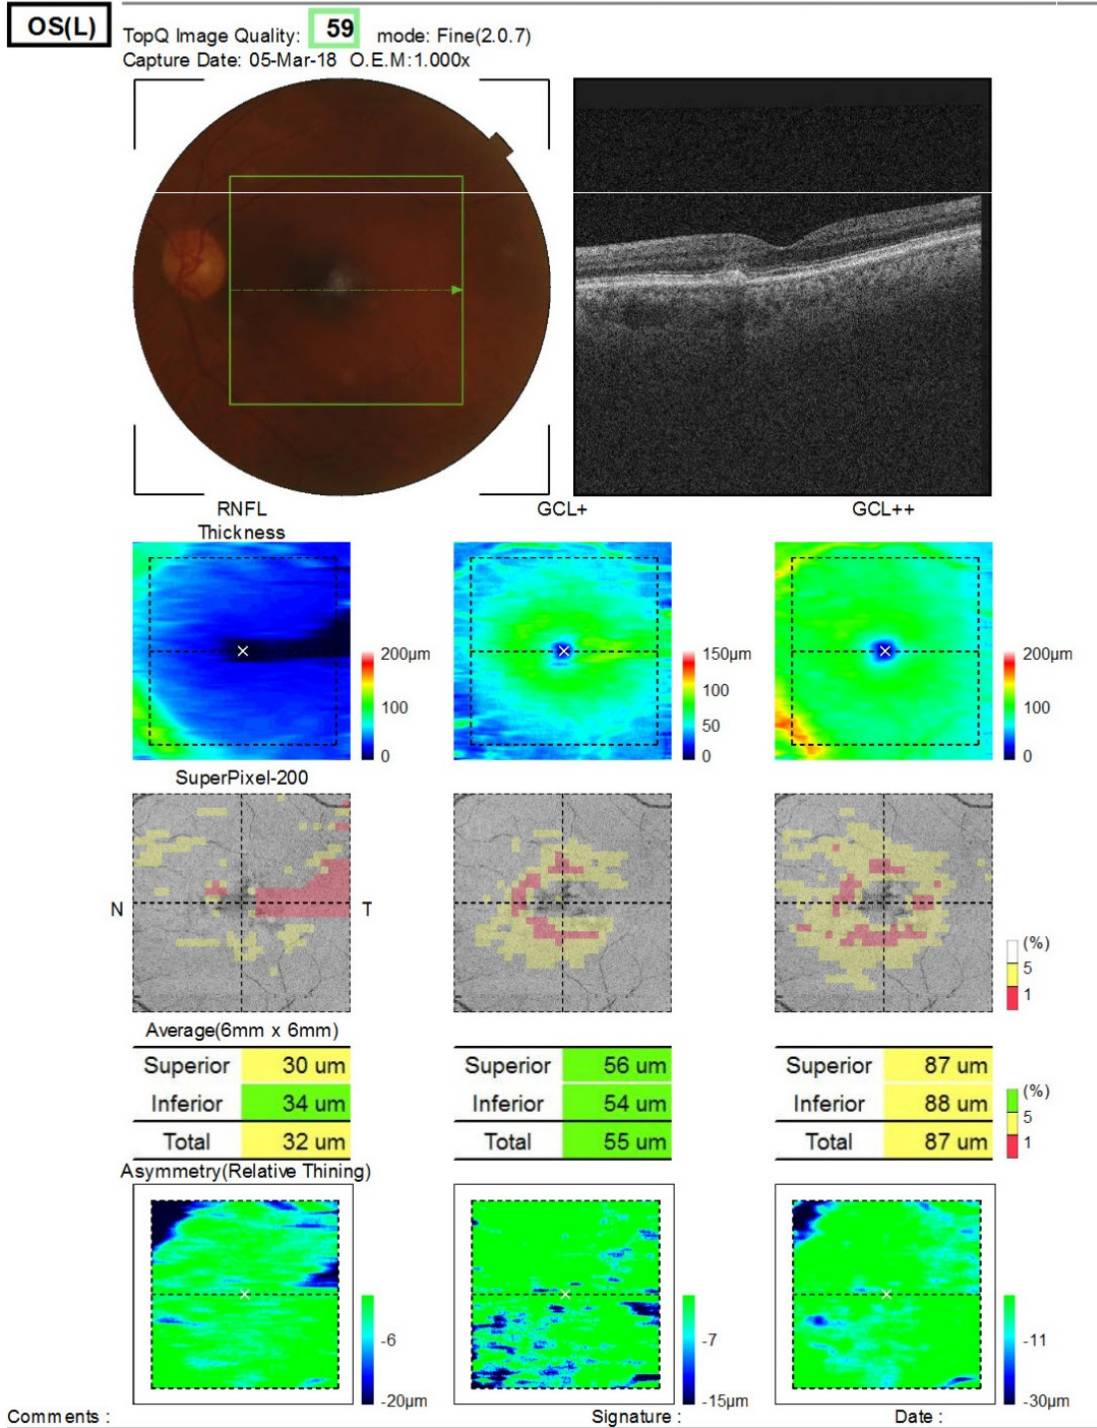 OS(L)
TopQ Image Quality: 59 mode: Fine(2.0.7)
Capture Date: 05-Mar-18 O.E.M:1.000x
RNFL GCL+ GCL++
Thickness
200µm 150µm 200µm
100 100 100
50
0 0 0
SuperPixel-200
N T
(%)
5
1
Average(6mm x 6mm)
Superior 30 um Superior 56 um Superior 87 um
Inferior 34 um Inferior 54 um Inferior 88 um
Total 32 um Total 55 um Total 87 um
(%)
5
1
Asymmetry(Relative Thining)
-6 -7 -11
-20µm -15µm -30µm
Comments : Signature : Date :